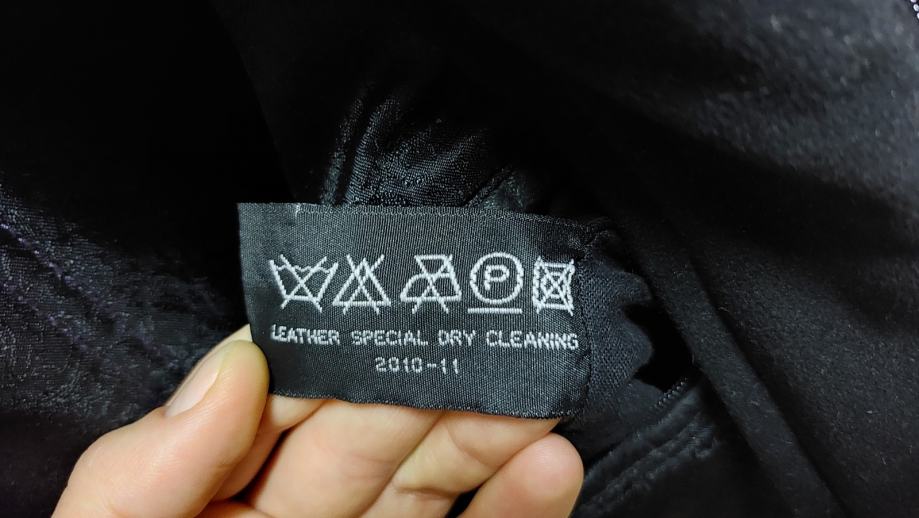 P
LEATHER SPECIAL DRY CLEANING
2010-11